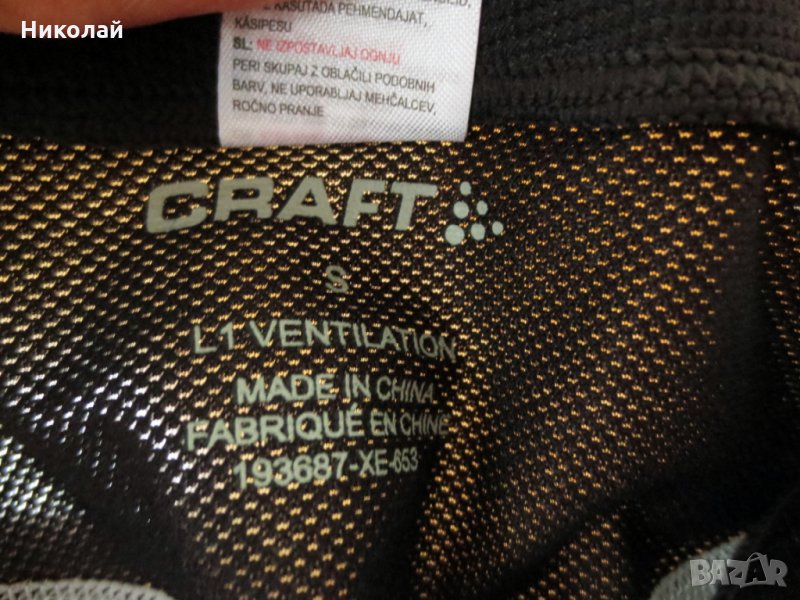 Николай
Z KASUTADA PEHMENDAJAT,
KÄSIPESU
SL: NE IZPOSTAVLJAJ OGNJU
PERI SKUPAJ Z OBLAČILI PODOBNIH
BARV, NE UPORABLJAJ MEHČALCEV,
ROČNO PRANJE
CRAFT
S
L1 VENTILATION
MADE IN CHINA
FABRIQUÉ EN CHINE
193687-XE-653
BAZAR